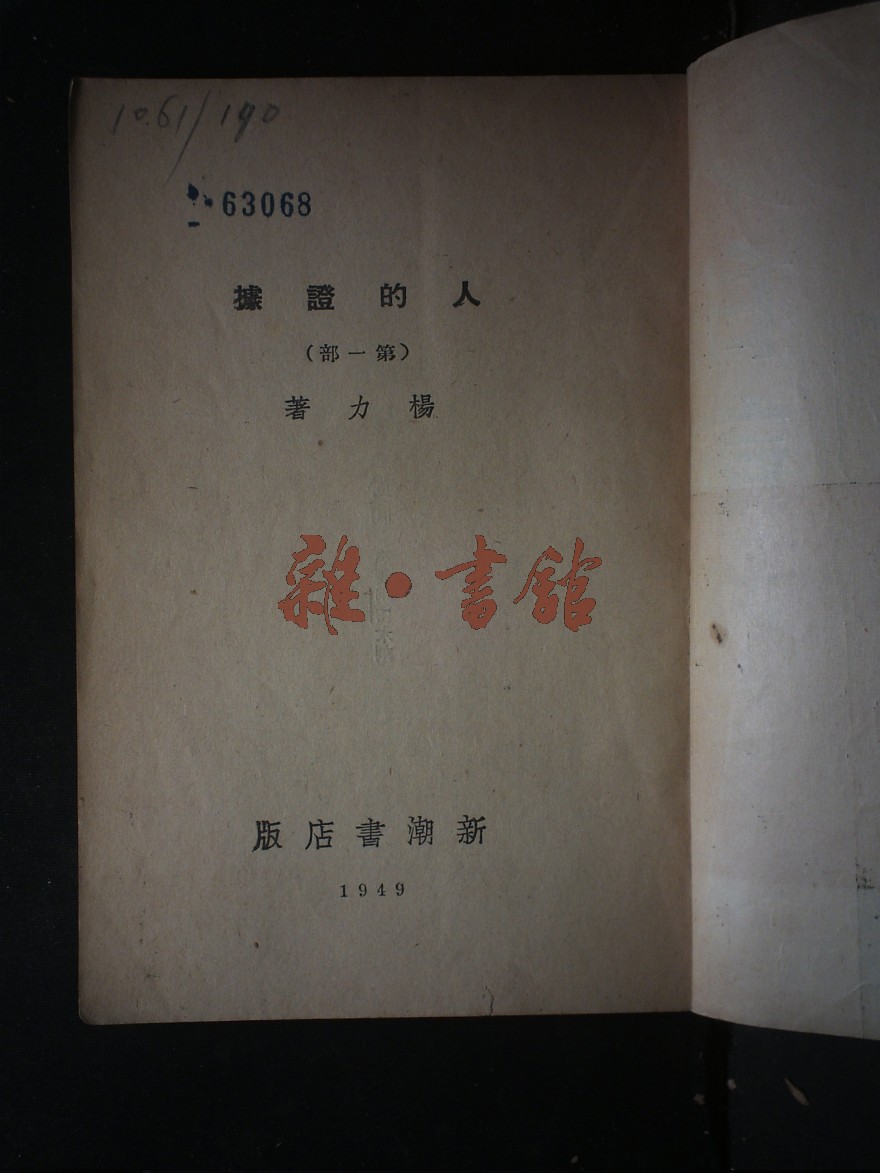 10.61/190
63068
人的證據
（第一部）
楊力著
雜·書館
新潮書店版
1949